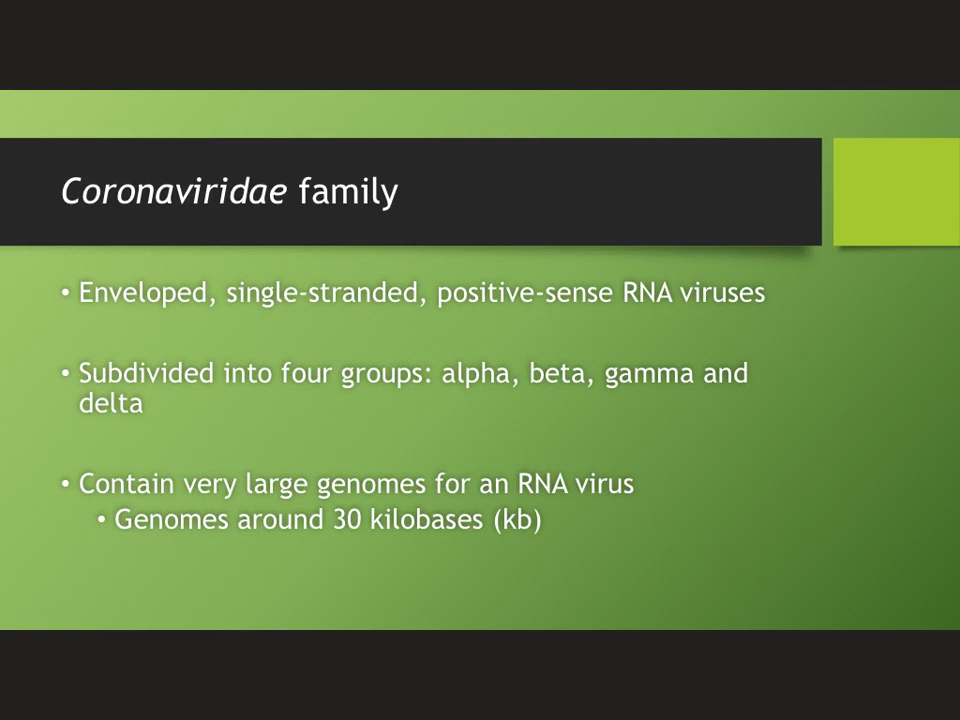 Coronaviridae family
• Enveloped, single-stranded, positive-sense RNA viruses
• Subdivided into four groups: alpha, beta, gamma and
delta
• Contain very large genomes for an RNA virus
• Genomes around 30 kilobases (kb)